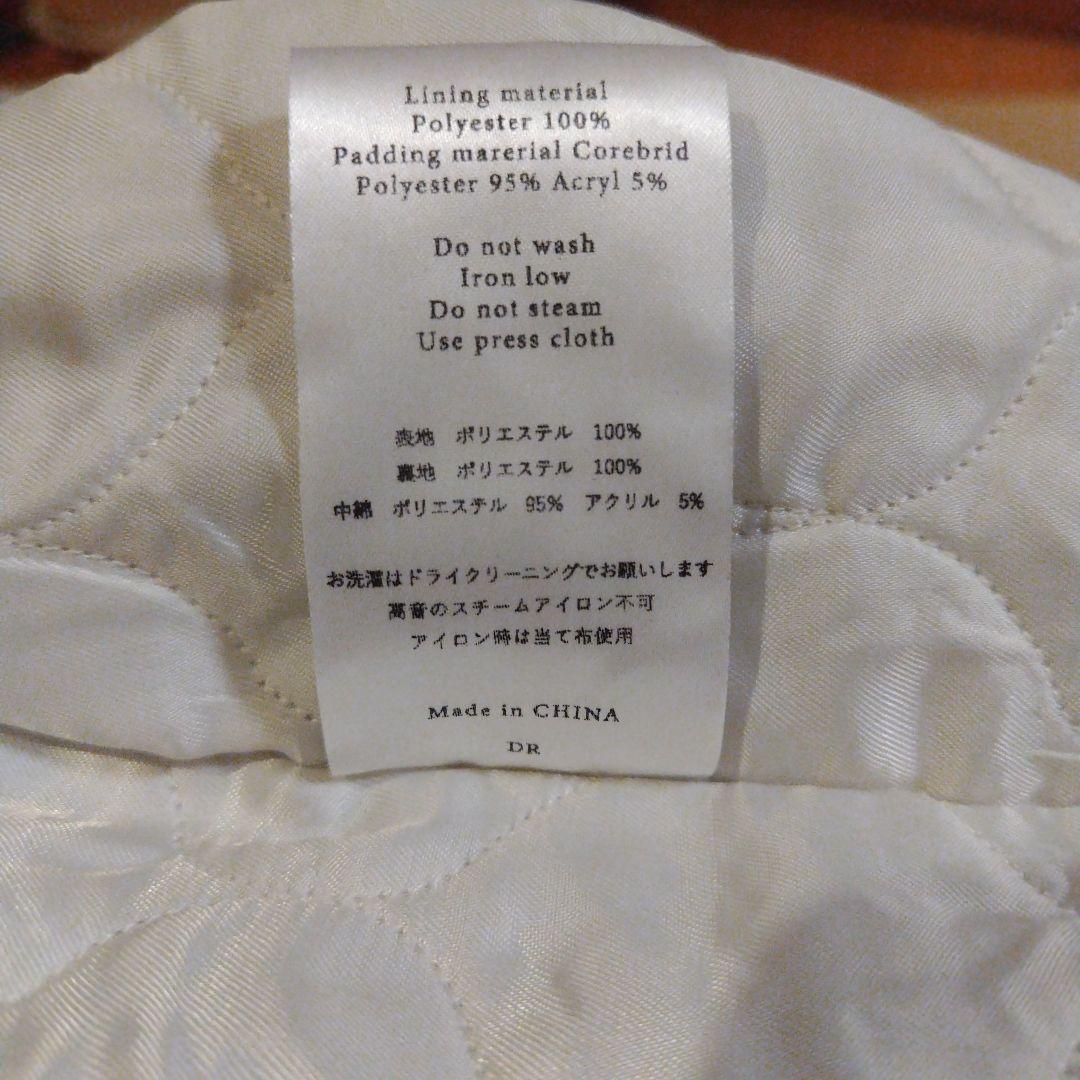 Lining material
Polyester 100%
Padding marerial Corebrid
Polyester 95% Acryl 5%
Do not wash
Iron low
Do not steam
Use press cloth
表地 ポリエステル 100%
裏地 ポリエステル 100%
中綿 ポリエステル 95% アクリル 5%
お洗濯はドライクリーニングでお願いします
高音のスチームアイロン不可
アイロン時は当て布使用
Made in CHINA
DR